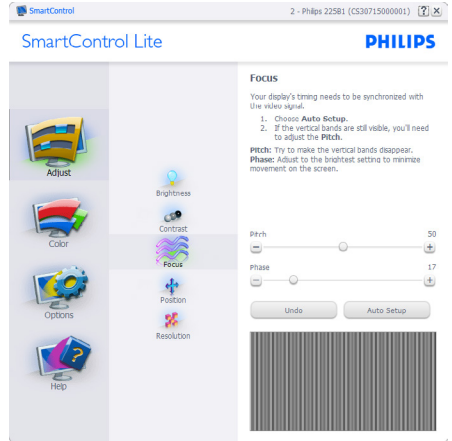 SmartControl
2 - Philips 225B1 (CS30715000001)
?
SmartControl Lite
PHILIPS
Adjust
Color
Options
Help
Brightness
Contrast
Focus
Position
Resolution
Focus
Your display's timing needs to be synchronized with
the video signal.
1. Choose Auto Setup.
2. If the vertical bands are still visible, you'll need
to adjust the Pitch.
Pitch: Try to make the vertical bands disappear.
Phase: Adjust to the brightest setting to minimize
movement on the screen.
Pitch 50
Phase 17
Undo
Auto Setup